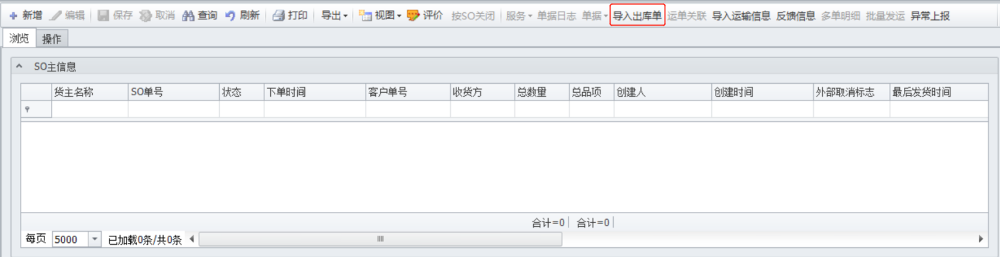 新增 编辑 保存 取消 查询 刷新 打印 导出 视图 评价 按SO关闭 服务 单据日志 单据 导入出库单 运单关联 导入运输信息 反馈信息 多单明细 批量发运 异常上报
浏览 操作
SO主信息
货主名称 SO单号 状态 下单时间 客户单号 收货方 总数量 总品项 创建人 创建时间 外部取消标志 最后发货时间
合计=0 合计=0
每页 5000 已加载0条/共0条